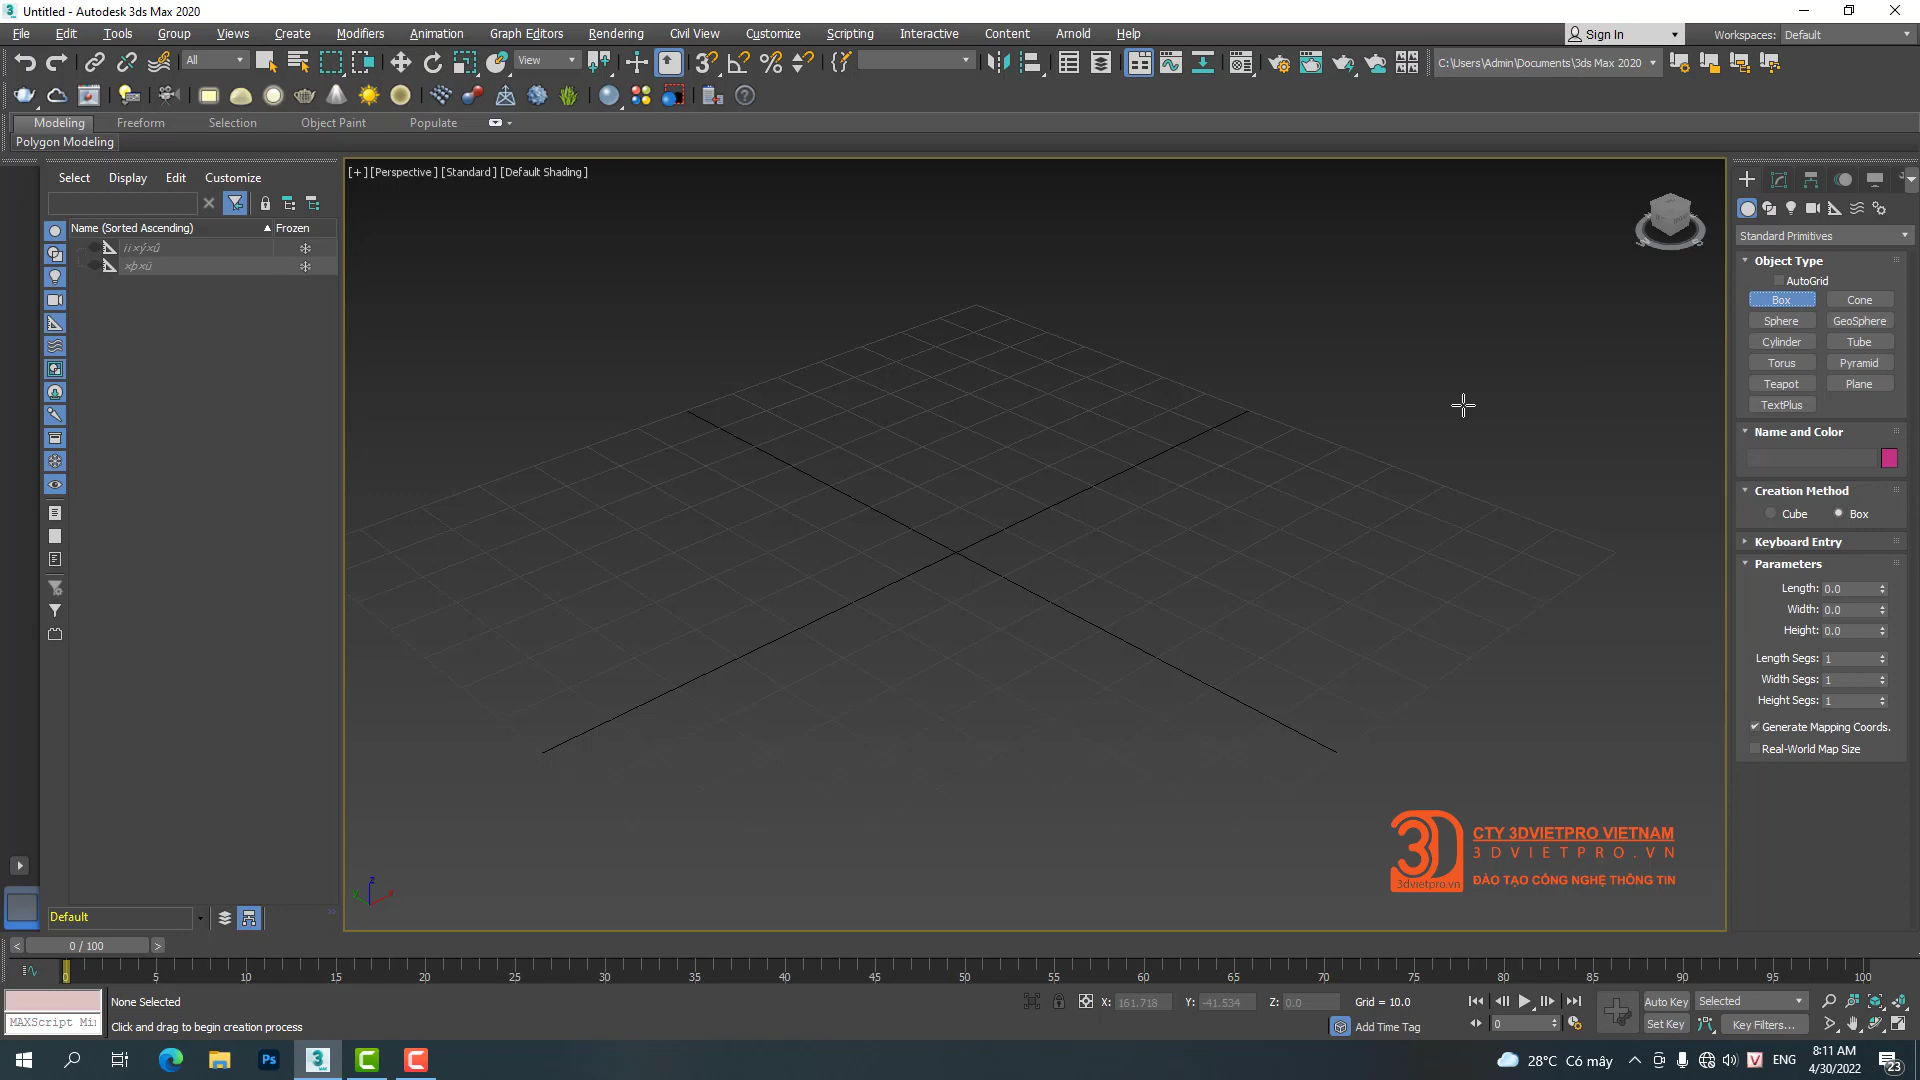 Untitled - Autodesk 3ds Max 2020
File Edit Tools Group Views Create Modifiers Animation Graph Editors Rendering Civil View Customize Scripting Interactive Content Arnold Help
Sign In
Workspaces: Default
All
View
C:\Users\Admin\Documents\3ds Max 2020
Modeling Freeform Selection Object Paint Populate
Polygon Modeling
Select Display Edit Customize
Name (Sorted Ascending) Frozen
[+] [Perspective] [Standard] [Default Shading]
Standard Primitives
Object Type
AutoGrid
Box Cone
Sphere GeoSphere
Cylinder Tube
Torus Pyramid
Teapot Plane
TextPlus
Name and Color
Creation Method
Cube Box
Keyboard Entry
Parameters
Length: 0.0
Width: 0.0
Height: 0.0
Length Segs: 1
Width Segs: 1
Height Segs: 1
Generate Mapping Coords.
Real-World Map Size
3D
3dvietpro.vn
CTY 3DVIETPRO VIETNAM
3DVIETPRO.VN
ĐÀO TẠO CÔNG NGHỆ THÔNG TIN
z
Default
< 0 / 100 >
0 5 10 15 20 25 30 35 40 45 50 55 60 65 70 75 80 85 90 95 100
None Selected
X: 161.718 Y: -41.534 Z: 0.0 Grid = 10.0
Auto Key Selected
MAXScript Mi
Click and drag to begin creation process
Add Time Tag
0
Set Key Key Filters...
28°C Có mây
ENG
8:11 AM
4/30/2022
23